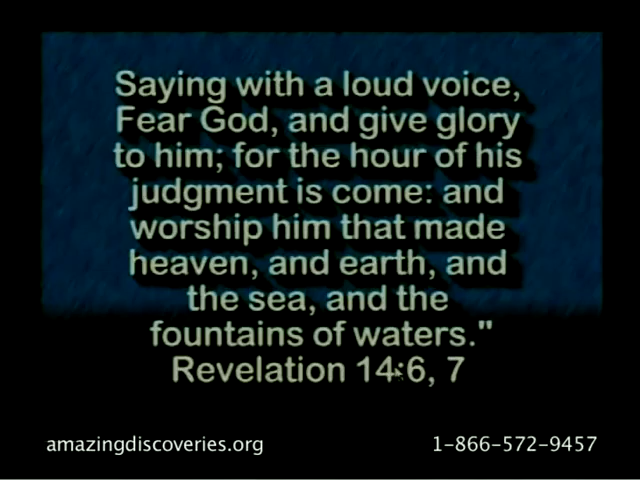 Saying with a loud voice,
Fear God, and give glory
to him; for the hour of his
judgment is come: and
worship him that made
heaven, and earth, and
the sea, and the
fountains of waters."
Revelation 14:6, 7
amazingdiscoveries.org 1-866-572-9457